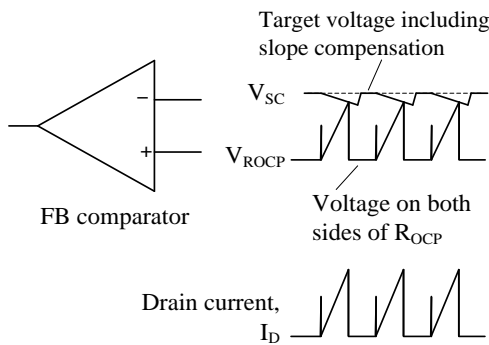 Target voltage including
slope compensation
V_SC
−
+
V_ROCP
FB comparator
Voltage on both
sides of R_OCP
Drain current,
I_D